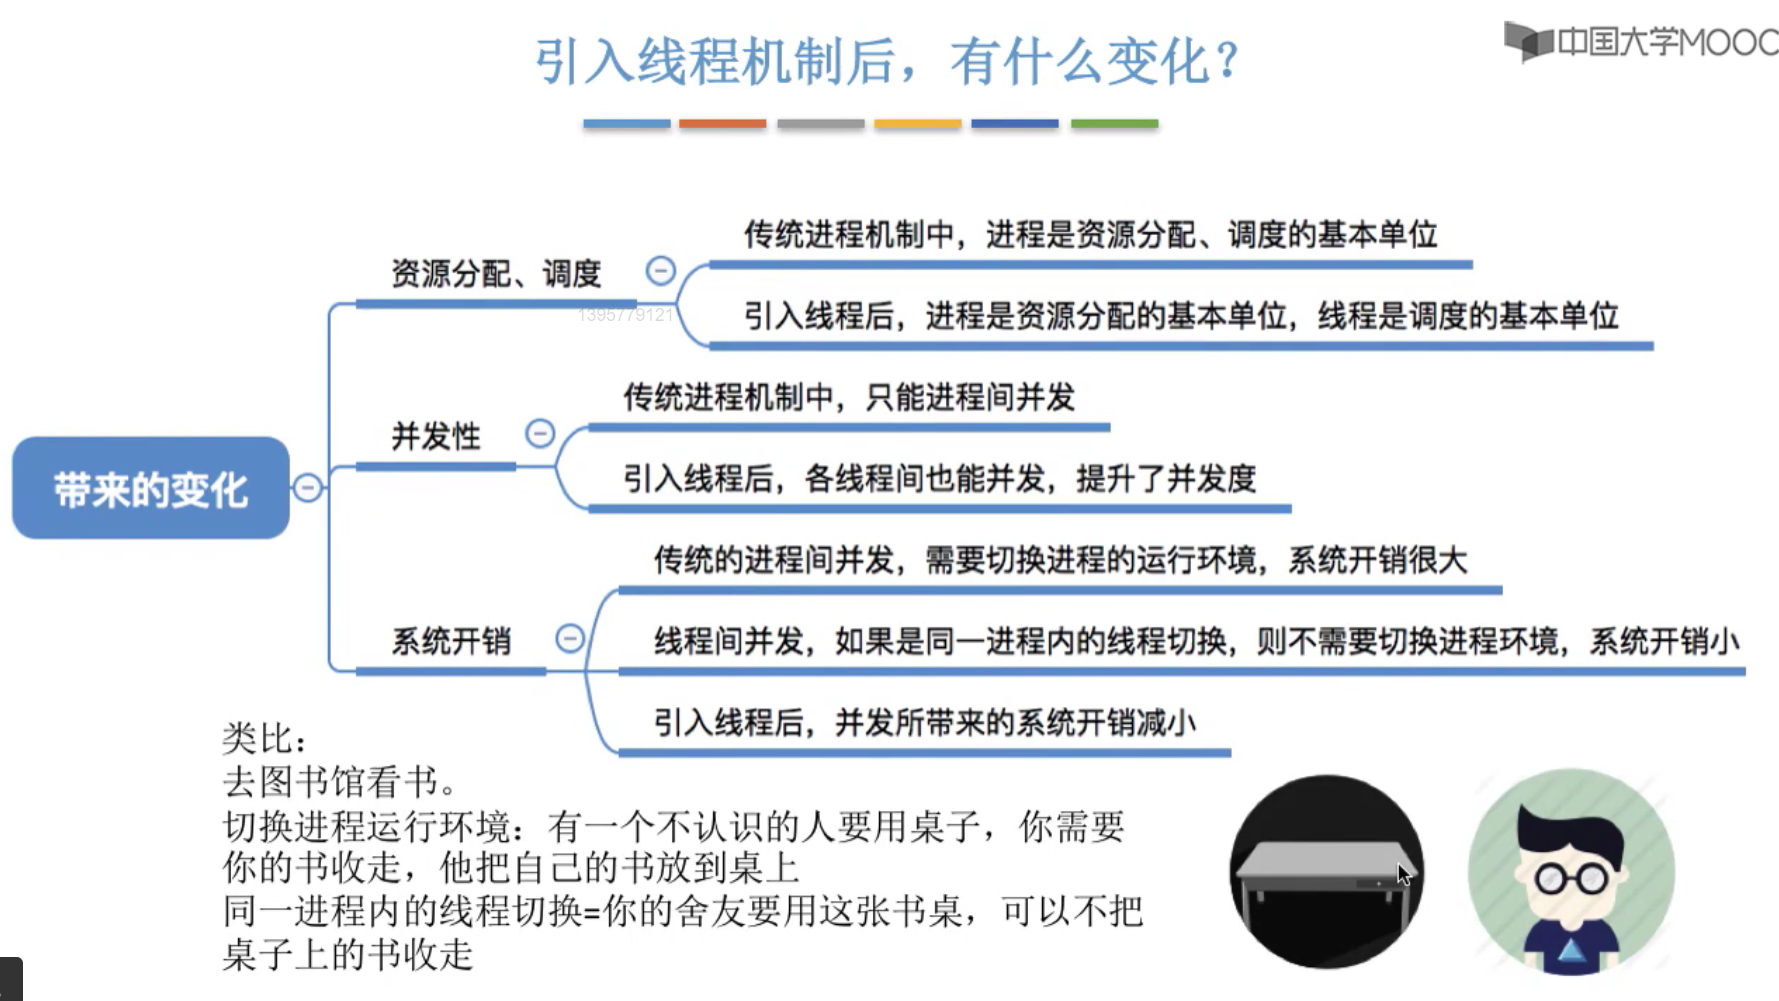 引入线程机制后，有什么变化？
中国大学MOOC
传统进程机制中，进程是资源分配、调度的基本单位
资源分配、调度
1395779121
引入线程后，进程是资源分配的基本单位，线程是调度的基本单位
传统进程机制中，只能进程间并发
并发性
引入线程后，各线程间也能并发，提升了并发度
带来的变化
传统的进程间并发，需要切换进程的运行环境，系统开销很大
系统开销
线程间并发，如果是同一进程内的线程切换，则不需要切换进程环境，系统开销小
引入线程后，并发所带来的系统开销减小
类比：
去图书馆看书。
切换进程运行环境：有一个不认识的人要用桌子，你需要
你的书收走，他把自己的书放到桌上
同一进程内的线程切换=你的舍友要用这张书桌，可以不把
桌子上的书收走